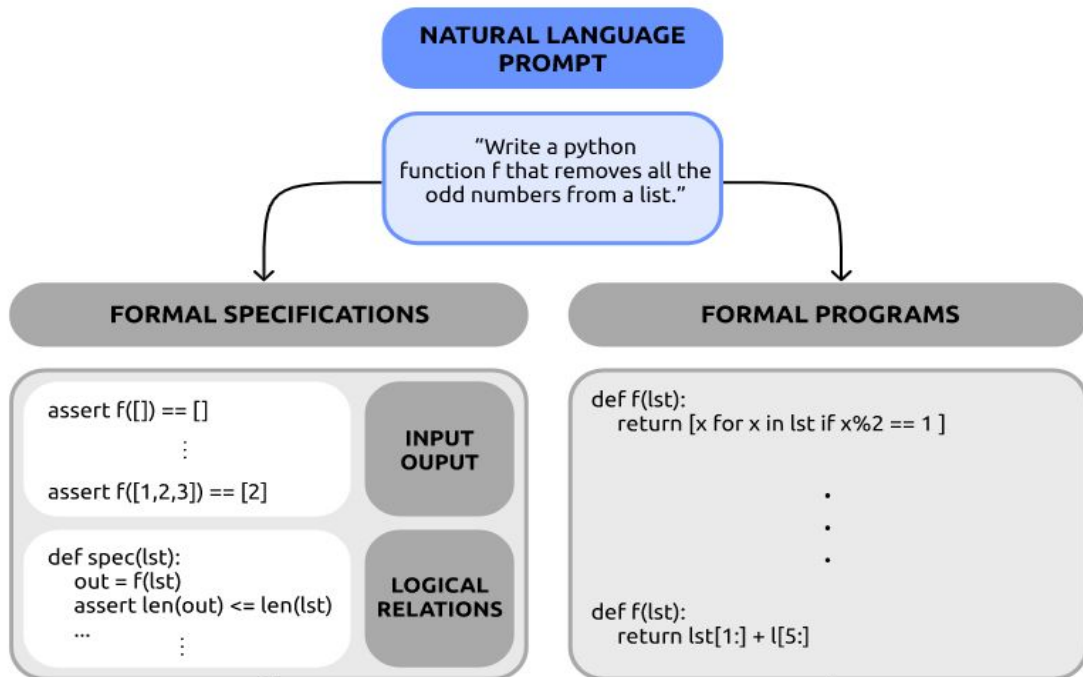 NATURAL LANGUAGE
PROMPT
”Write a python
function f that removes all the
odd numbers from a list.”
FORMAL SPECIFICATIONS
assert f([]) == []
⋮
assert f([1,2,3]) == [2]
INPUT
OUPUT
def spec(lst):
out = f(lst)
assert len(out) <= len(lst)
...
⋮
LOGICAL
RELATIONS
FORMAL PROGRAMS
def f(lst):
return [x for x in lst if x%2 == 1 ]
.
.
.
def f(lst):
return lst[1:] + l[5:]